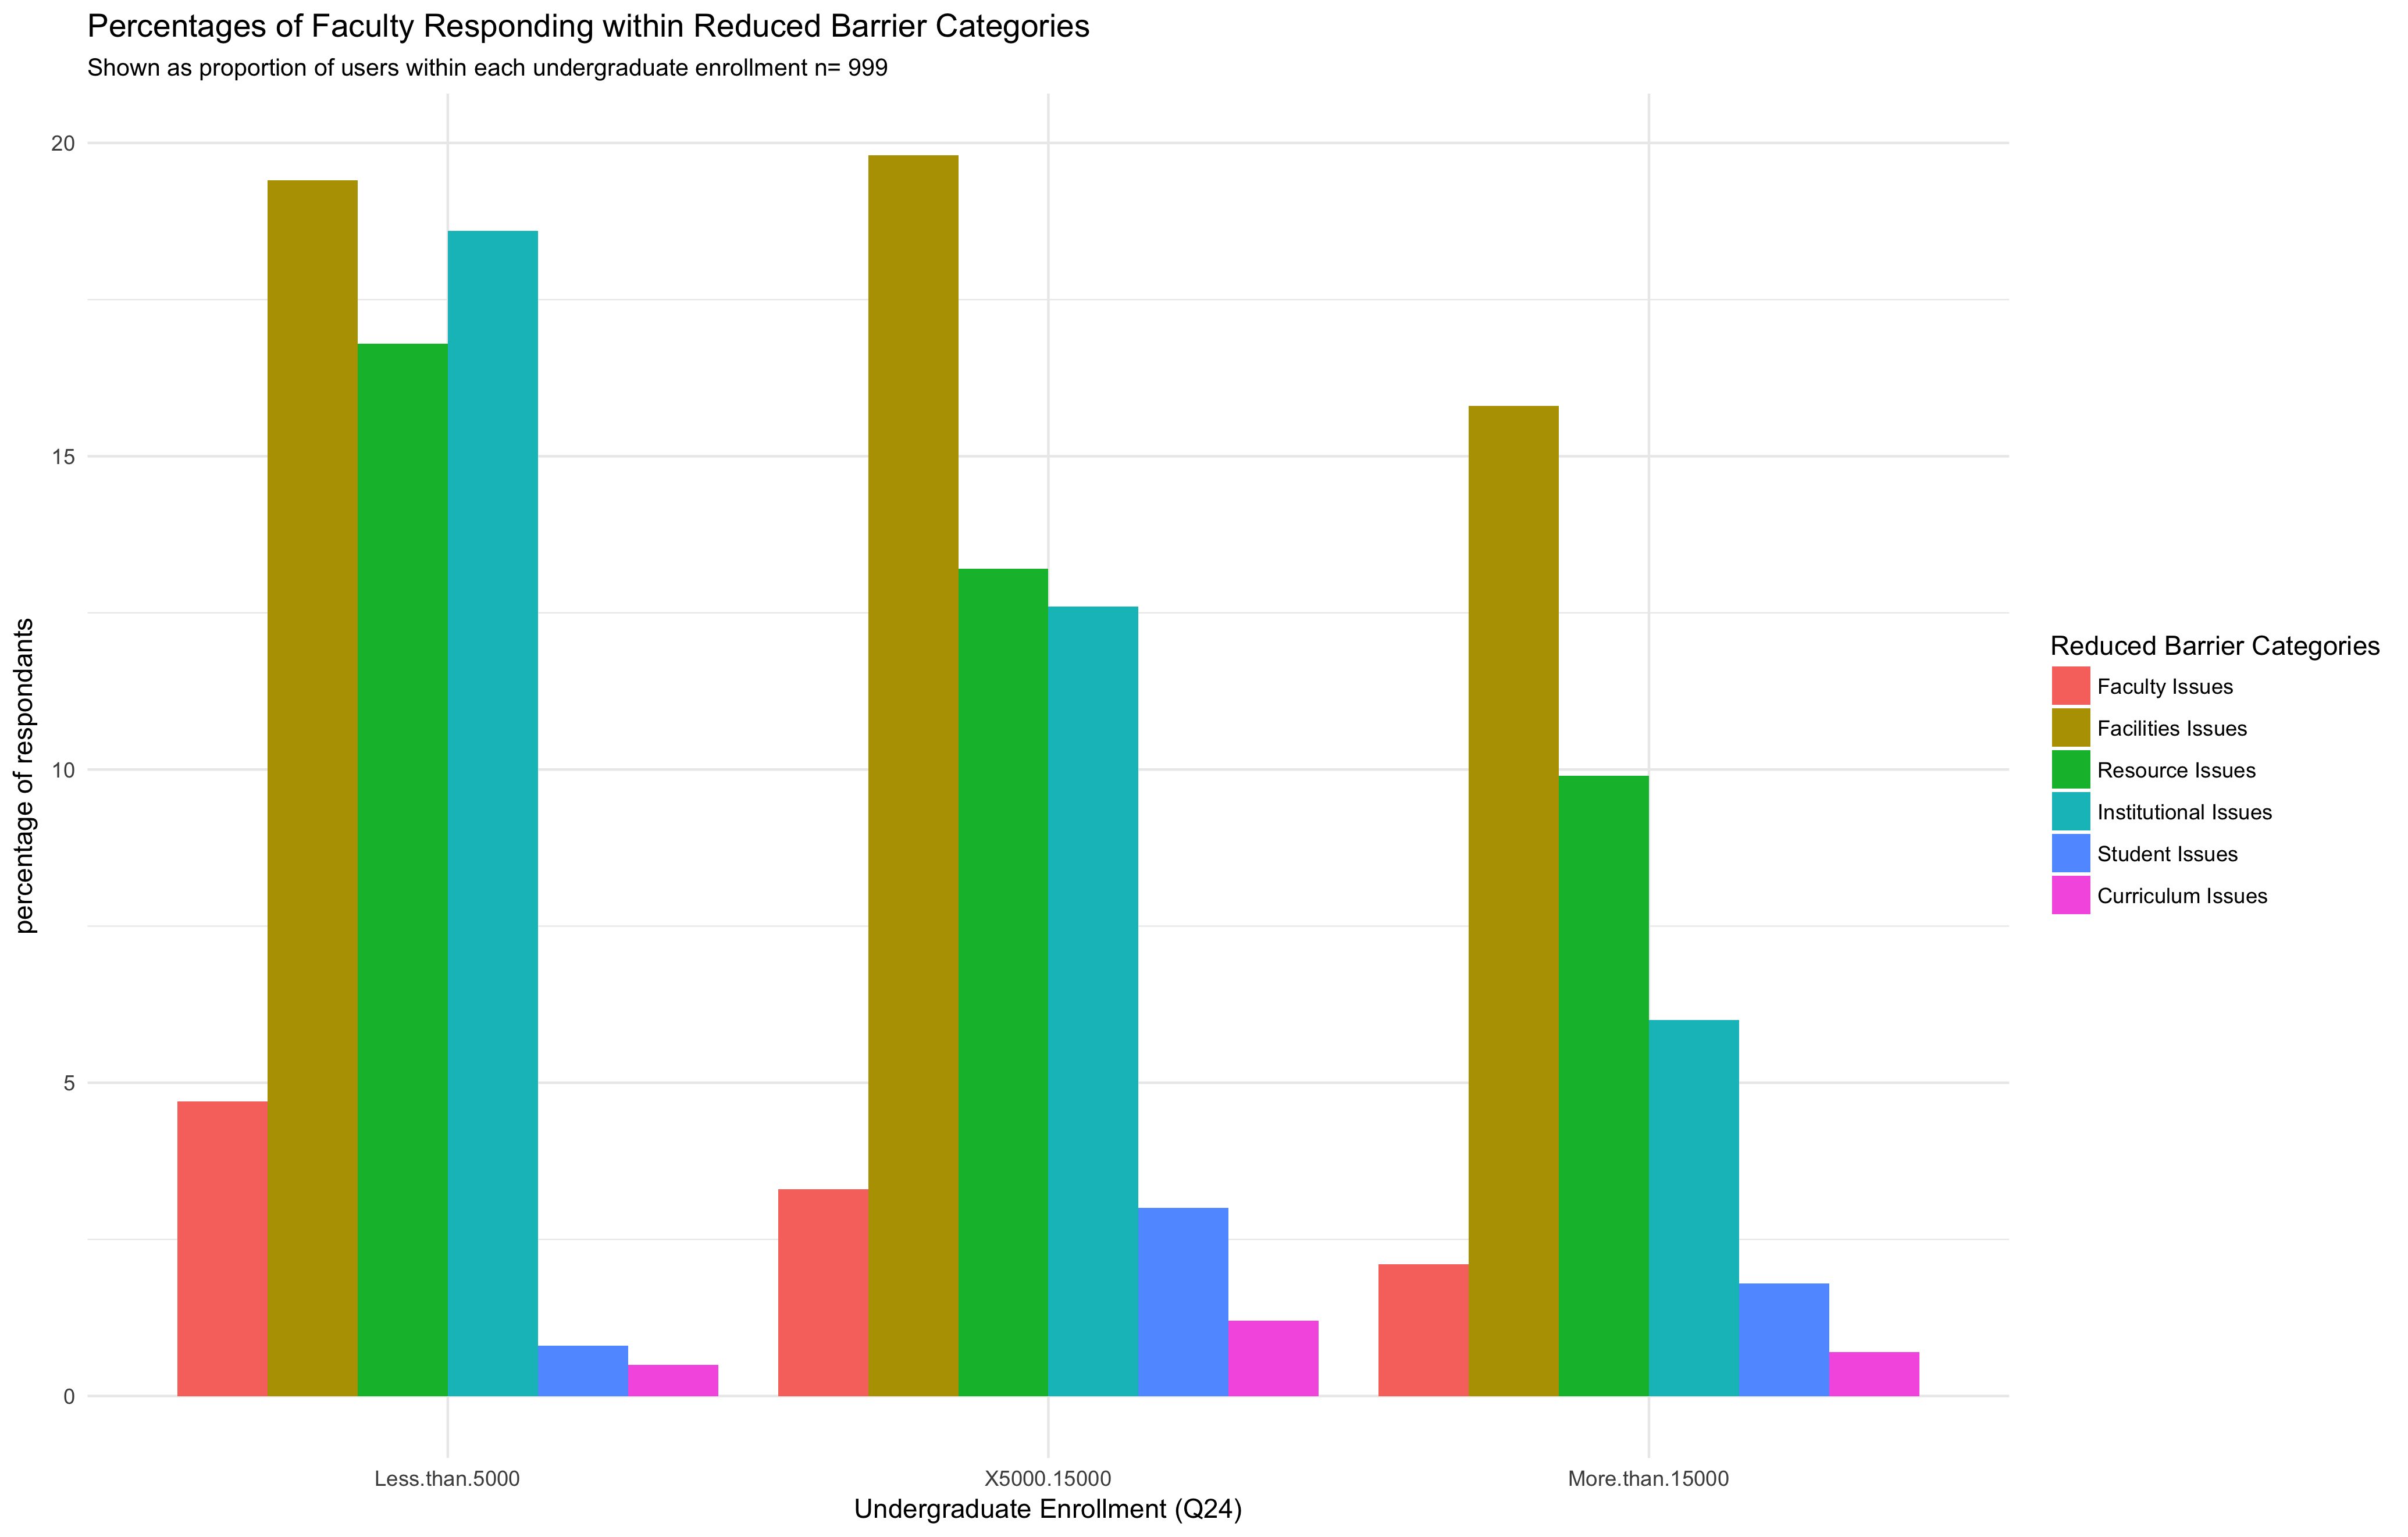 Percentages of Faculty Responding within Reduced Barrier Categories
Shown as proportion of users within each undergraduate enrollment n= 999
20
15
10
5
0
percentage of respondants
Less.than.5000
X5000.15000
More.than.15000
Undergraduate Enrollment (Q24)
Reduced Barrier Categories
Faculty Issues
Facilities Issues
Resource Issues
Institutional Issues
Student Issues
Curriculum Issues